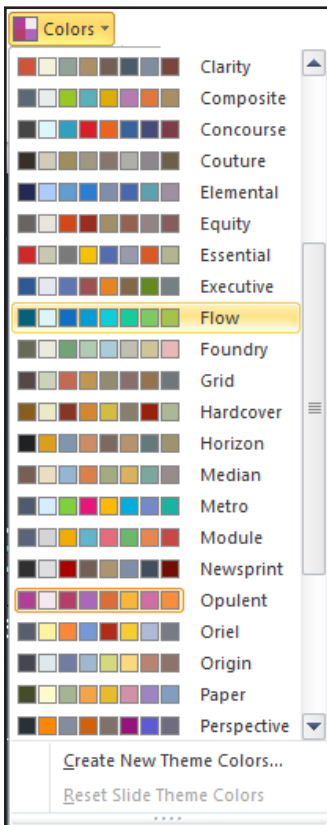 Colors
Clarity
Composite
Concourse
Couture
Elemental
Equity
Essential
Executive
Flow
Foundry
Grid
Hardcover
Horizon
Median
Metro
Module
Newsprint
Opulent
Oriel
Origin
Paper
Perspective
Create New Theme Colors...
Reset Slide Theme Colors